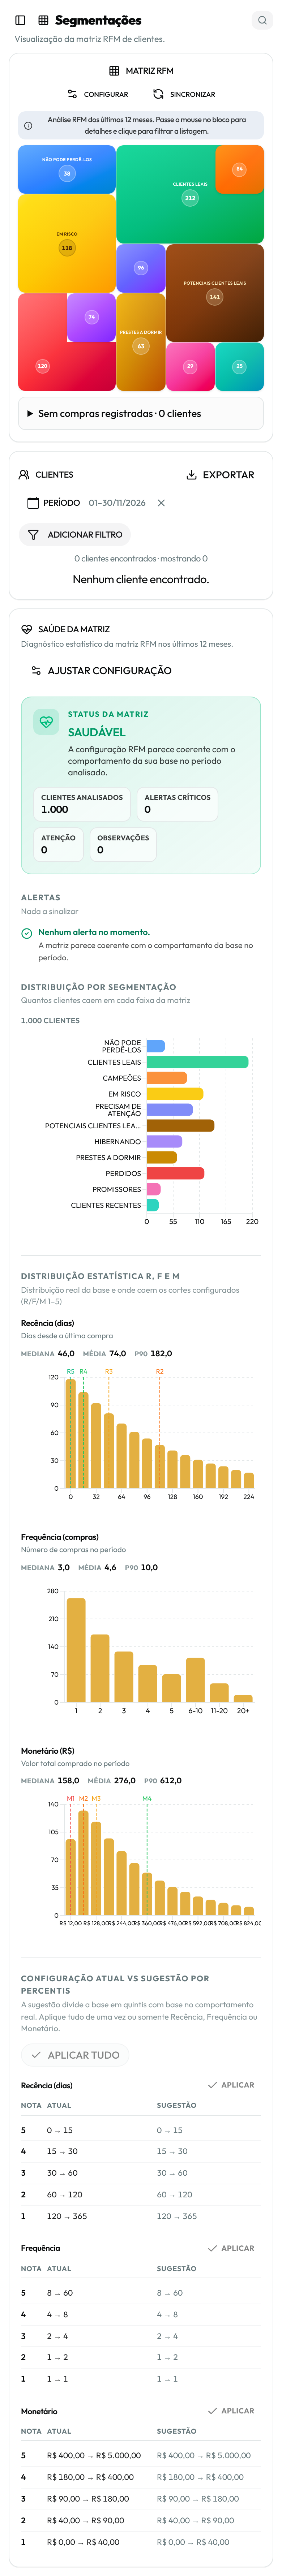 Segmentações
Visualização da matriz RFM de clientes.
MATRIZ RFM
CONFIGURAR
SINCRONIZAR
Análise RFM dos últimos 12 meses. Passe o mouse no bloco para
detalhes e clique para filtrar a listagem.
NÃO PODE PERDÊ-LOS
38
CLIENTES LEAIS
212
84
EM RISCO
118
96
POTENCIAIS CLIENTES LEAIS
141
74
PRESTES A DORMIR
63
120
29
25
Sem compras registradas · 0 clientes
CLIENTES
EXPORTAR
PERÍODO 01–30/11/2026
ADICIONAR FILTRO
0 clientes encontrados · mostrando 0
Nenhum cliente encontrado.
SAÚDE DA MATRIZ
Diagnóstico estatístico da matriz RFM nos últimos 12 meses.
AJUSTAR CONFIGURAÇÃO
STATUS DA MATRIZ
SAUDÁVEL
A configuração RFM parece coerente com o
comportamento da sua base no período
analisado.
CLIENTES ANALISADOS
1.000
ALERTAS CRÍTICOS
0
ATENÇÃO
0
OBSERVAÇÕES
0
ALERTAS
Nada a sinalizar
Nenhum alerta no momento.
A matriz parece coerente com o comportamento da base no
período.
DISTRIBUIÇÃO POR SEGMENTAÇÃO
Quantos clientes caem em cada faixa da matriz
1.000 CLIENTES
NÃO PODE
PERDÊ-LOS
CLIENTES LEAIS
CAMPEÕES
EM RISCO
PRECISAM DE
ATENÇÃO
POTENCIAIS CLIENTES LEA...
HIBERNANDO
PRESTES A DORMIR
PERDIDOS
PROMISSORES
CLIENTES RECENTES
0 55 110 165 220
DISTRIBUIÇÃO ESTATÍSTICA R, F E M
Distribuição real da base e onde caem os cortes configurados
(R/F/M 1–5)
Recência (dias)
Dias desde a última compra
MEDIANA 46,0 MÉDIA 74,0 P90 182,0
R5 R4 R3 R2
120
90
60
30
0
0 32 64 96 128 160 192 224
Frequência (compras)
Número de compras no período
MEDIANA 3,0 MÉDIA 4,6 P90 10,0
280
210
140
70
0
1 2 3 4 5 6-10 11-20 20+
Monetário (R$)
Valor total comprado no período
MEDIANA 158,0 MÉDIA 276,0 P90 612,0
M1 M2 M3 M4
140
105
70
35
0
R$ 12,00 R$ 128,00 R$ 244,00 R$ 360,00 R$ 476,00 R$ 592,00 R$ 708,00 R$ 824,00
CONFIGURAÇÃO ATUAL VS SUGESTÃO POR
PERCENTIS
A sugestão divide a base em quintis com base no comportamento
real. Aplique tudo de uma vez ou somente Recência, Frequência ou
Monetário.
APLICAR TUDO
Recência (dias) APLICAR
NOTA ATUAL SUGESTÃO
5 0 → 15 0 → 15
4 15 → 30 15 → 30
3 30 → 60 30 → 60
2 60 → 120 60 → 120
1 120 → 365 120 → 365
Frequência APLICAR
NOTA ATUAL SUGESTÃO
5 8 → 60 8 → 60
4 4 → 8 4 → 8
3 2 → 4 2 → 4
2 1 → 2 1 → 2
1 1 → 1 1 → 1
Monetário APLICAR
NOTA ATUAL SUGESTÃO
5 R$ 400,00 → R$ 5.000,00 R$ 400,00 → R$ 5.000,00
4 R$ 180,00 → R$ 400,00 R$ 180,00 → R$ 400,00
3 R$ 90,00 → R$ 180,00 R$ 90,00 → R$ 180,00
2 R$ 40,00 → R$ 90,00 R$ 40,00 → R$ 90,00
1 R$ 0,00 → R$ 40,00 R$ 0,00 → R$ 40,00